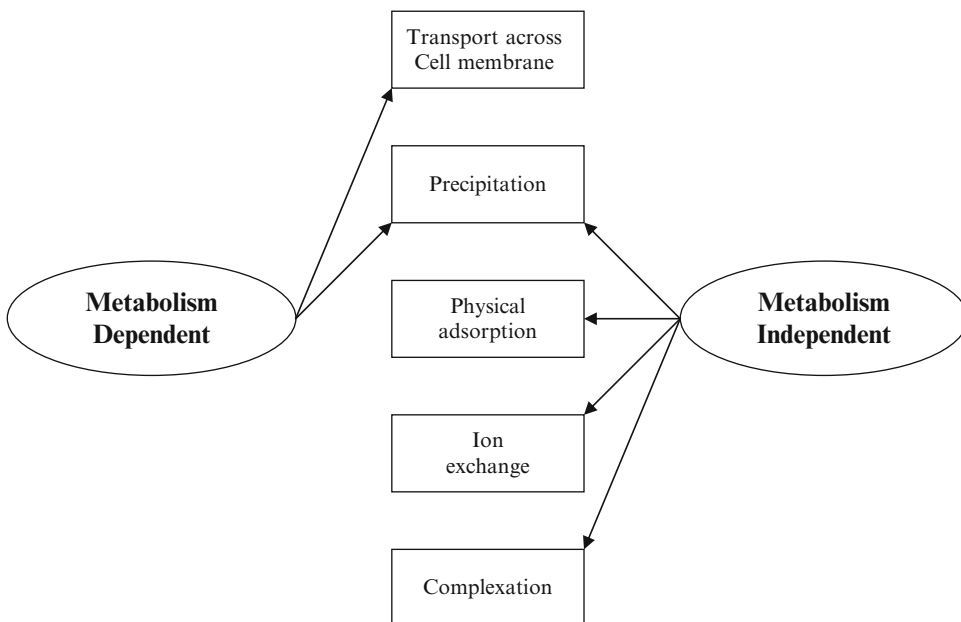 Transport across
Cell membrane
Precipitation
Metabolism
Dependent
Physical
adsorption
Metabolism
Independent
Ion
exchange
Complexation